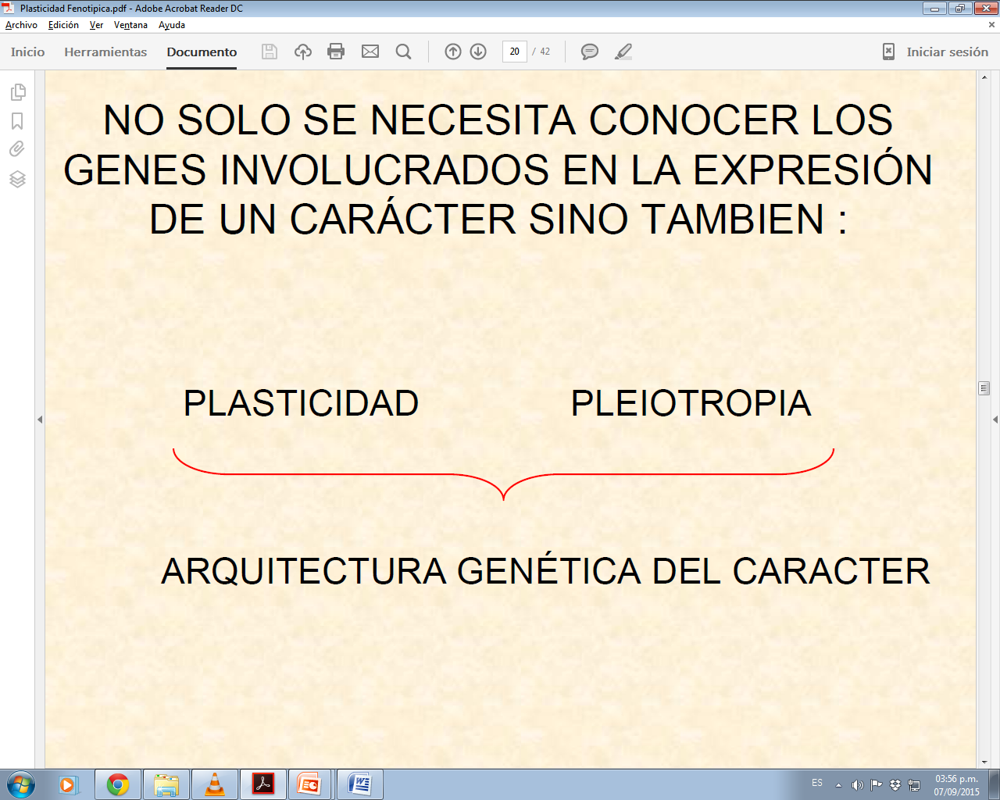 Plasticidad Fenotipica.pdf - Adobe Acrobat Reader DC
Archivo Edición Ver Ventana Ayuda
Inicio Herramientas Documento 20 / 42 Iniciar sesión
NO SOLO SE NECESITA CONOCER LOS
GENES INVOLUCRADOS EN LA EXPRESIÓN
DE UN CARÁCTER SINO TAMBIEN :
PLASTICIDAD PLEIOTROPIA
ARQUITECTURA GENÉTICA DEL CARACTER
ES 03:56 p.m.
07/09/2015